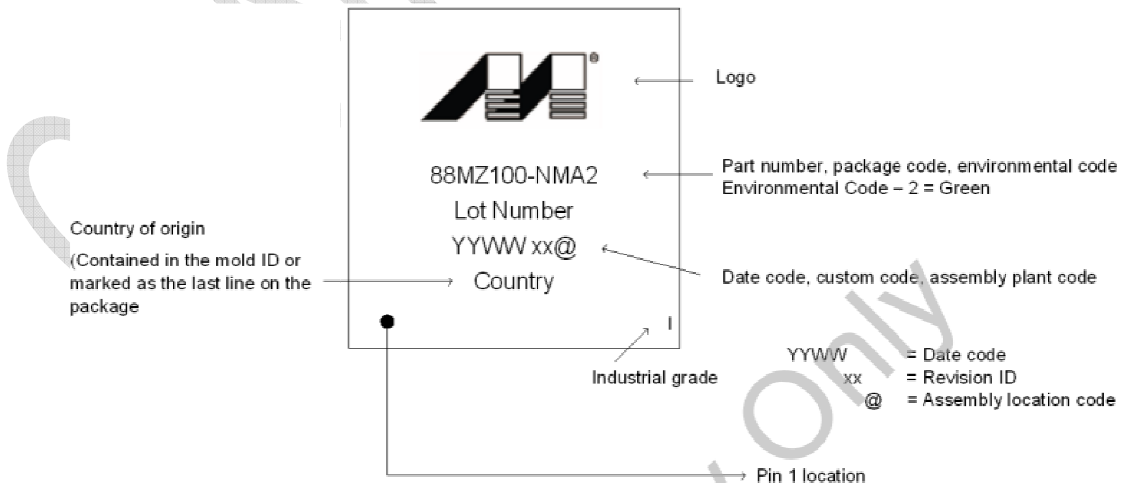 ®
Logo
88MZ100-NMA2
Part number, package code, environmental code
Environmental Code – 2 = Green
Lot Number
YYWW xx@
Date code, custom code, assembly plant code
Country of origin
(Contained in the mold ID or
marked as the last line on the
package
Country
I
Industrial grade
YYWW = Date code
xx = Revision ID
@ = Assembly location code
Pin 1 location
Only